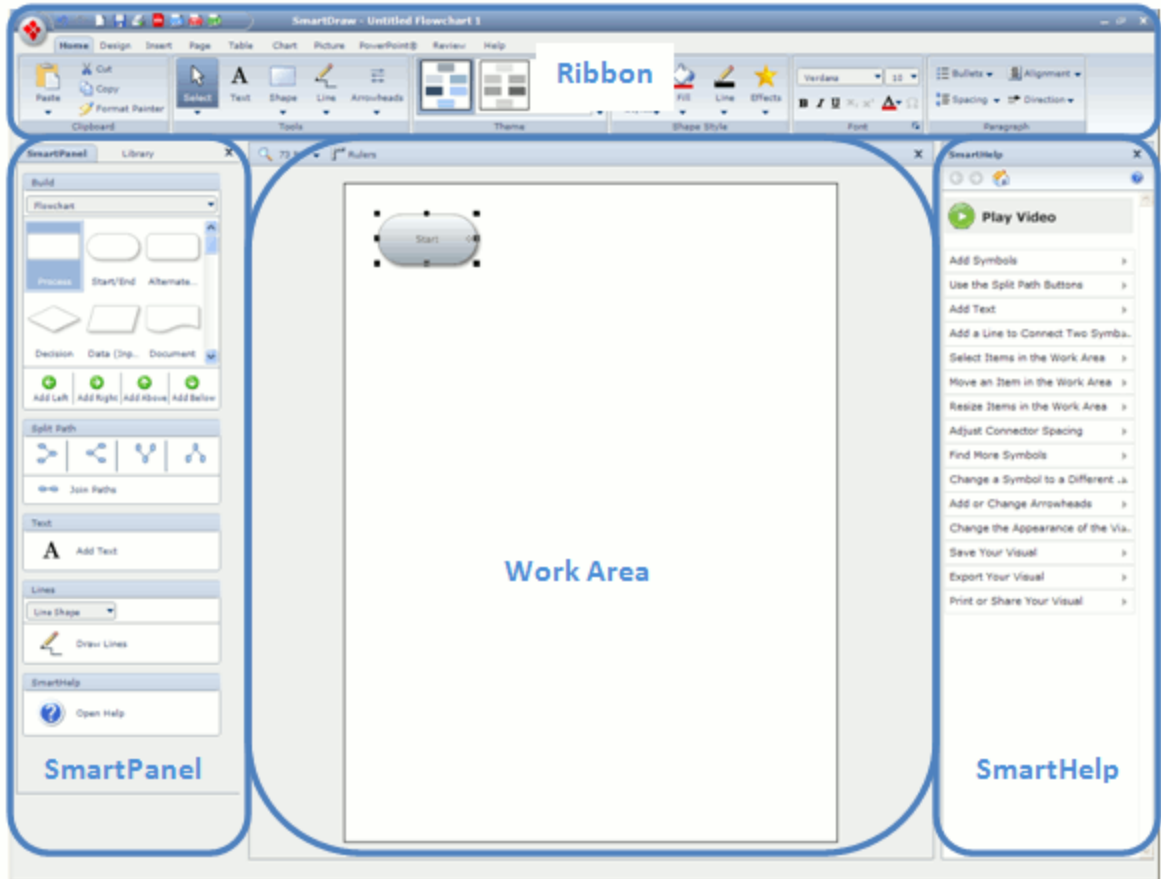 SmartDraw - Untitled Flowchart 1
Home Design Insert Page Table Chart Picture PowerPoint® Review Help
Paste
Cut
Copy
Format Painter
Clipboard
Select Text Shape Line Arrowheads
Tools
Theme
Ribbon
Fill Line Effects
Shape Style
Verdana 10
B I U
Font
Bullets Alignment
Spacing Direction
Paragraph
SmartPanel Library
Build
Flowchart
Process Start/End Alternate...
Decision Data (Inp... Document
Add Left Add Right Add Above Add Below
Split Path
Join Paths
Text
A Add Text
Lines
Line Shape
Draw Lines
SmartHelp
Open Help
SmartPanel
Rulers
Start
Work Area
SmartHelp
Play Video
Add Symbols
Use the Split Path Buttons
Add Text
Add a Line to Connect Two Symbo...
Select Items in the Work Area
Move an Item in the Work Area
Resize Items in the Work Area
Adjust Connector Spacing
Find More Symbols
Change a Symbol to a Different ...
Add or Change Arrowheads
Change the Appearance of the Vis...
Save Your Visual
Export Your Visual
Print or Share Your Visual
SmartHelp